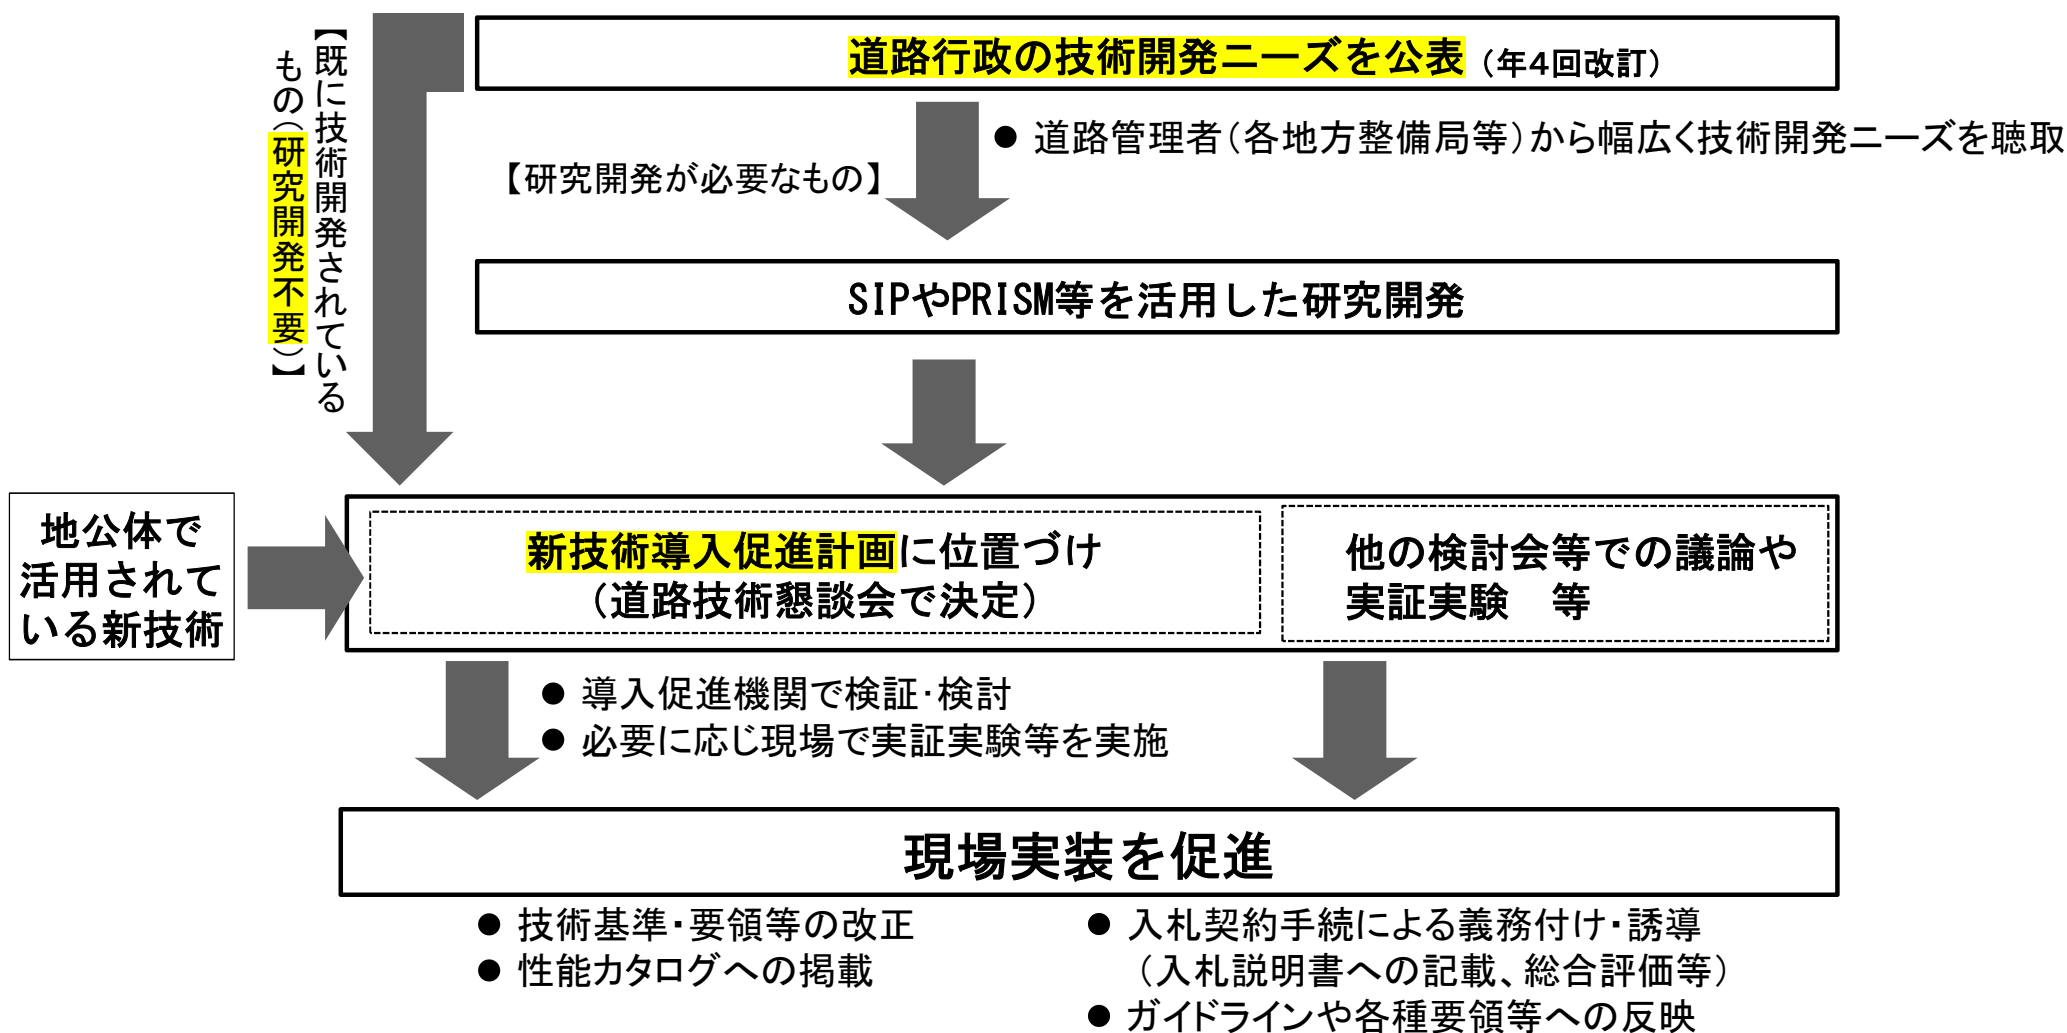 道路行政の技術開発ニーズを公表（年4回改訂）
【既に技術開発されている
もの（研究開発不要）】
● 道路管理者（各地方整備局等）から幅広く技術開発ニーズを聴取
【研究開発が必要なもの】
SIPやPRISM等を活用した研究開発
地公体で
活用されて
いる新技術
新技術導入促進計画に位置づけ
（道路技術懇談会で決定）
他の検討会等での議論や
実証実験　等
● 導入促進機関で検証・検討
● 必要に応じ現場で実証実験等を実施
現場実装を促進
● 技術基準・要領等の改正
● 性能カタログへの掲載
● 入札契約手続による義務付け・誘導
（入札説明書への記載、総合評価等）
● ガイドラインや各種要領等への反映